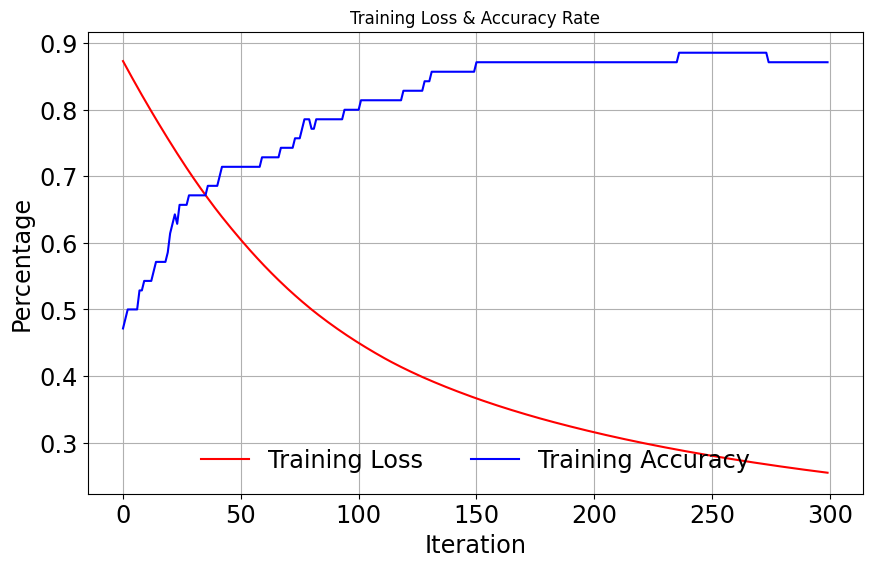 Training Loss & Accuracy Rate
0.9
0.8
0.7
0.6
0.5
0.4
0.3
Percentage
Training Loss
Training Accuracy
0 50 100 150 200 250 300
Iteration